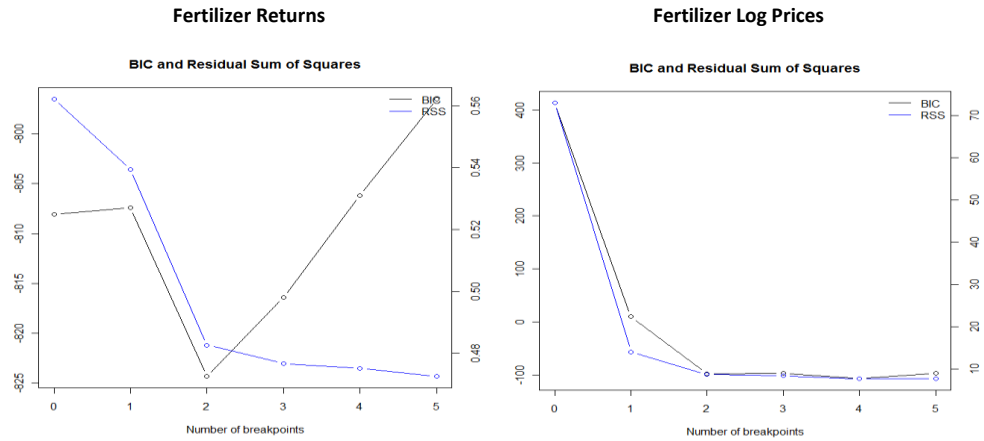 Fertilizer Returns
BIC and Residual Sum of Squares
BIC
RSS
-800
-805
-810
-815
-820
-825
0.56
0.54
0.52
0.50
0.48
0 1 2 3 4 5
Number of breakpoints
Fertilizer Log Prices
BIC and Residual Sum of Squares
BIC
RSS
400
300
200
100
0
-100
70
60
50
40
30
20
10
0 1 2 3 4 5
Number of breakpoints